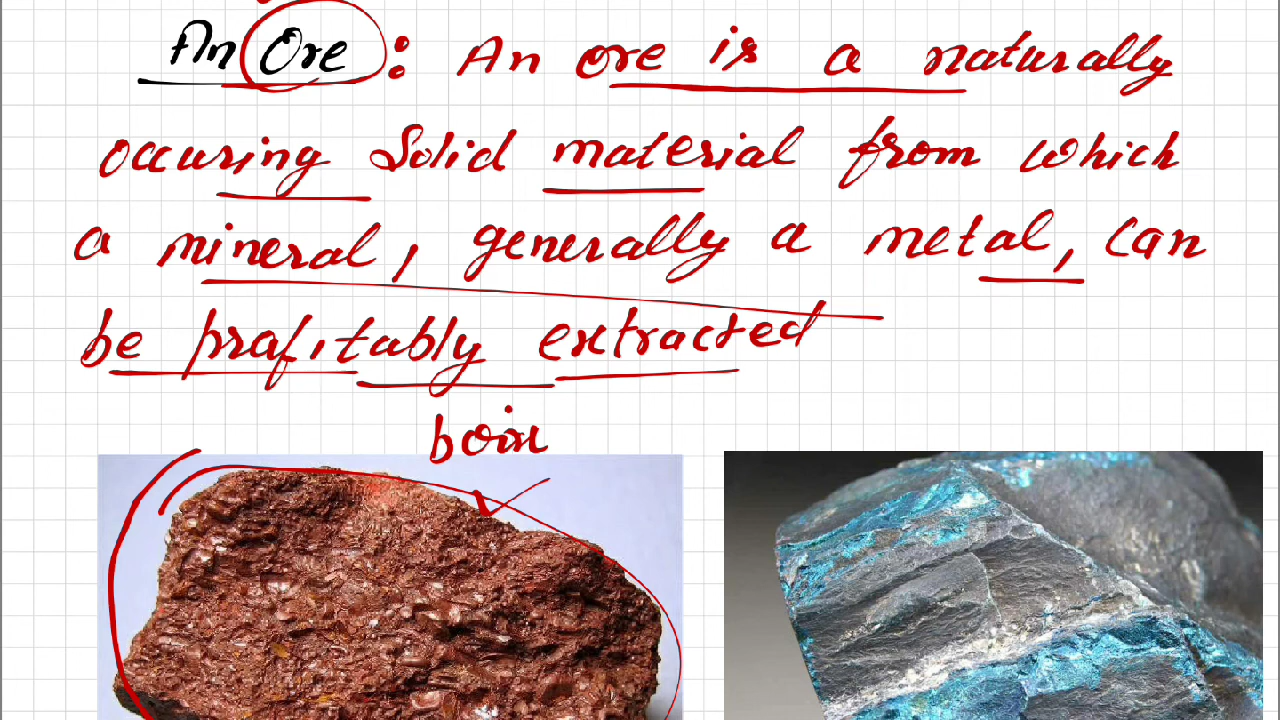 An Ore : An ore is a naturally
occuring Solid material from which
a mineral, generally a metal, can
be profitably extracted